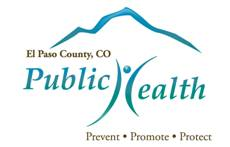 El Paso County, CO
Public Health
Prevent • Promote • Protect